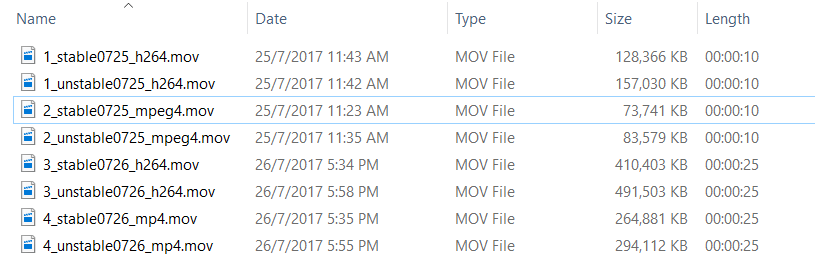 Name Date Type Size Length
1_stable0725_h264.mov 25/7/2017 11:43 AM MOV File 128,366 KB 00:00:10
1_unstable0725_h264.mov 25/7/2017 11:42 AM MOV File 157,030 KB 00:00:10
2_stable0725_mpeg4.mov 25/7/2017 11:23 AM MOV File 73,741 KB 00:00:10
2_unstable0725_mpeg4.mov 25/7/2017 11:35 AM MOV File 83,579 KB 00:00:10
3_stable0726_h264.mov 26/7/2017 5:34 PM MOV File 410,403 KB 00:00:25
3_unstable0726_h264.mov 26/7/2017 5:58 PM MOV File 491,503 KB 00:00:25
4_stable0726_mp4.mov 26/7/2017 5:35 PM MOV File 264,881 KB 00:00:25
4_unstable0726_mp4.mov 26/7/2017 5:55 PM MOV File 294,112 KB 00:00:25